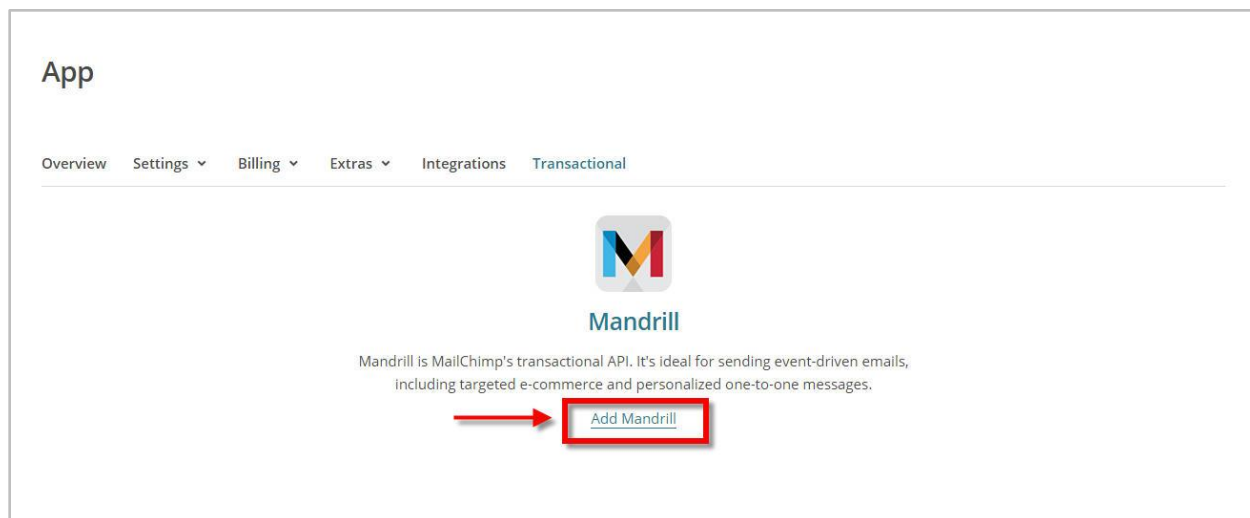 App
Overview Settings Billing Extras Integrations Transactional
Mandrill
Mandrill is MailChimp's transactional API. It's ideal for sending event-driven emails,
including targeted e-commerce and personalized one-to-one messages.
Add Mandrill